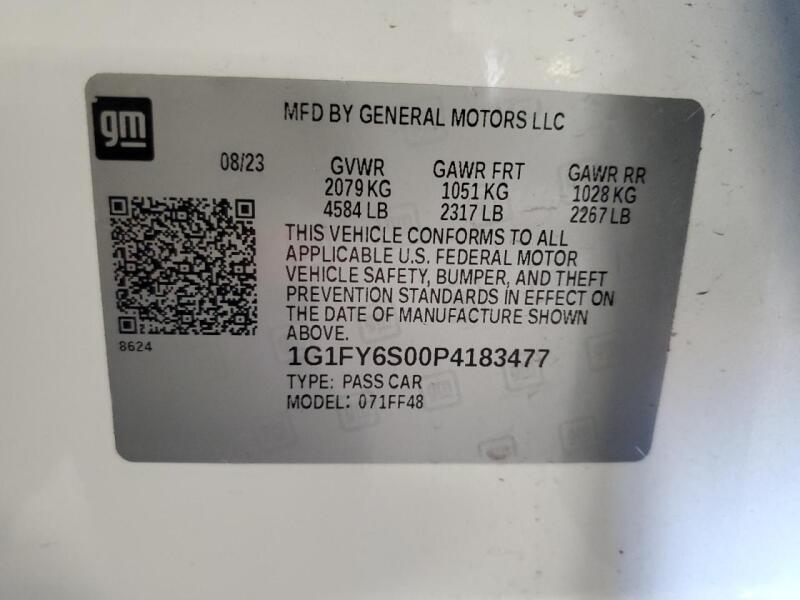 gm
MFD BY GENERAL MOTORS LLC
08/23 GVWR GAWR FRT GAWR RR
2079 KG 1051 KG 1028 KG
4584 LB 2317 LB 2267 LB
THIS VEHICLE CONFORMS TO ALL
APPLICABLE U.S. FEDERAL MOTOR
VEHICLE SAFETY, BUMPER, AND THEFT
PREVENTION STANDARDS IN EFFECT ON
THE DATE OF MANUFACTURE SHOWN
ABOVE.
8624
1G1FY6S00P4183477
TYPE: PASS CAR
MODEL: 071FF48